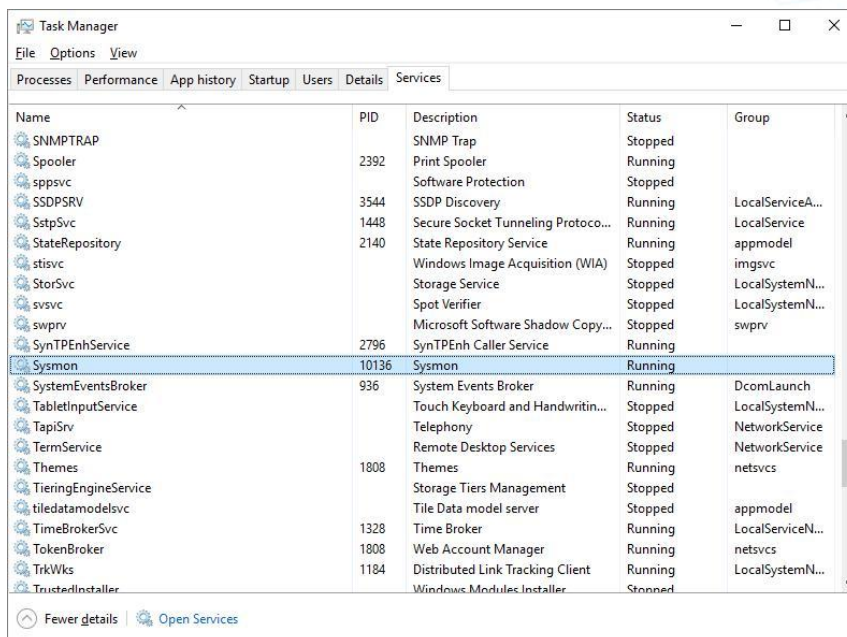 Task Manager
File Options View
Processes Performance App history Startup Users Details Services
Name PID Description Status Group
SNMPTRAP SNMP Trap Stopped
Spooler 2392 Print Spooler Running
sppsvc Software Protection Stopped
SSDPSRV 3544 SSDP Discovery Running LocalServiceA...
SstpSvc 1448 Secure Socket Tunneling Protoco... Running LocalService
StateRepository 2140 State Repository Service Running appmodel
stisvc Windows Image Acquisition (WIA) Stopped imgsvc
StorSvc Storage Service Stopped LocalSystemN...
svsvc Spot Verifier Stopped LocalSystemN...
swprv Microsoft Software Shadow Copy... Stopped swprv
SynTPEnhService 2796 SynTPEnh Caller Service Running
Sysmon 10136 Sysmon Running
SystemEventsBroker 936 System Events Broker Running DcomLaunch
TabletInputService Touch Keyboard and Handwritin... Stopped LocalSystemN...
TapiSrv Telephony Stopped NetworkService
TermService Remote Desktop Services Stopped NetworkService
Themes 1808 Themes Running netsvcs
TieringEngineService Storage Tiers Management Stopped
tiledatamodelsvc Tile Data model server Stopped appmodel
TimeBrokerSvc 1328 Time Broker Running LocalServiceN...
TokenBroker 1808 Web Account Manager Running netsvcs
TrkWks 1184 Distributed Link Tracking Client Running LocalSystemN...
TrustedInstaller Windows Modules Installer Stopped
Fewer details Open Services